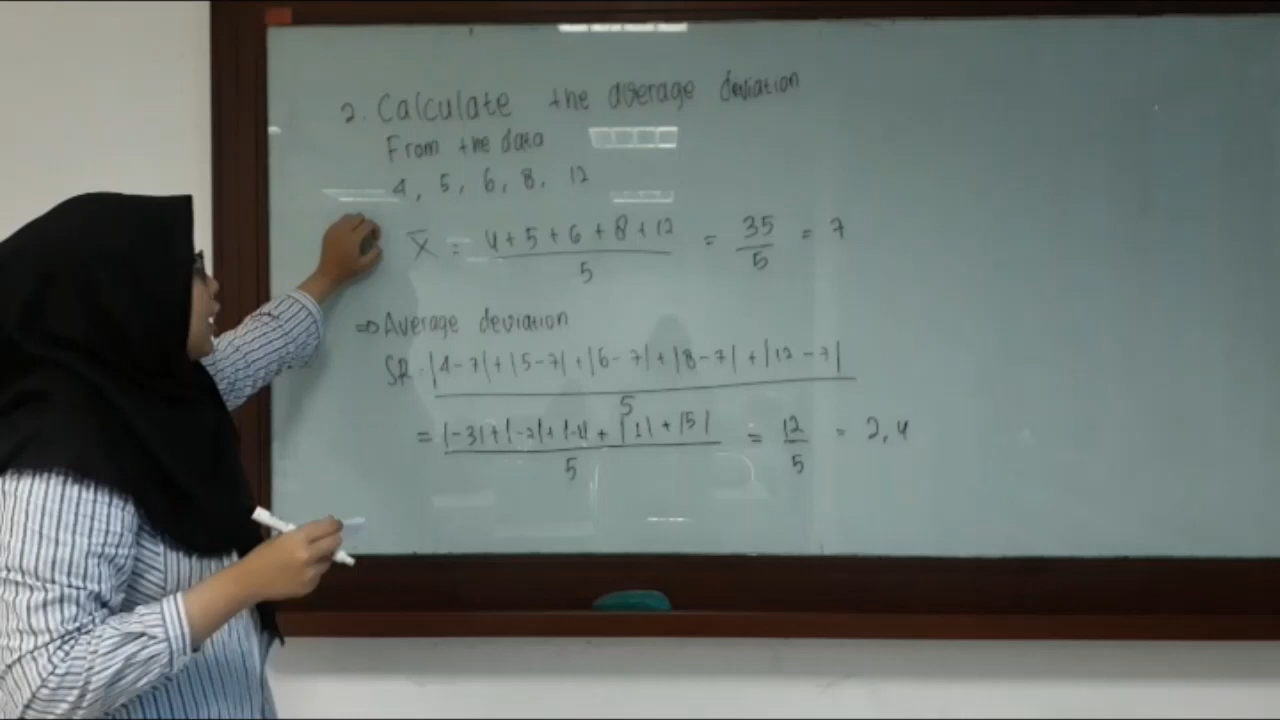 2. Calculate the average deviation
From the data
4, 5, 6, 8, 12
X̄ = (4+5+6+8+12)/5 = 35/5 = 7
⇒ Average deviation
SR = (|4-7|+|5-7|+|6-7|+|8-7|+|12-7|)/5
= (|-3|+|-2|+|-1|+|1|+|5|)/5 = 12/5 = 2,4